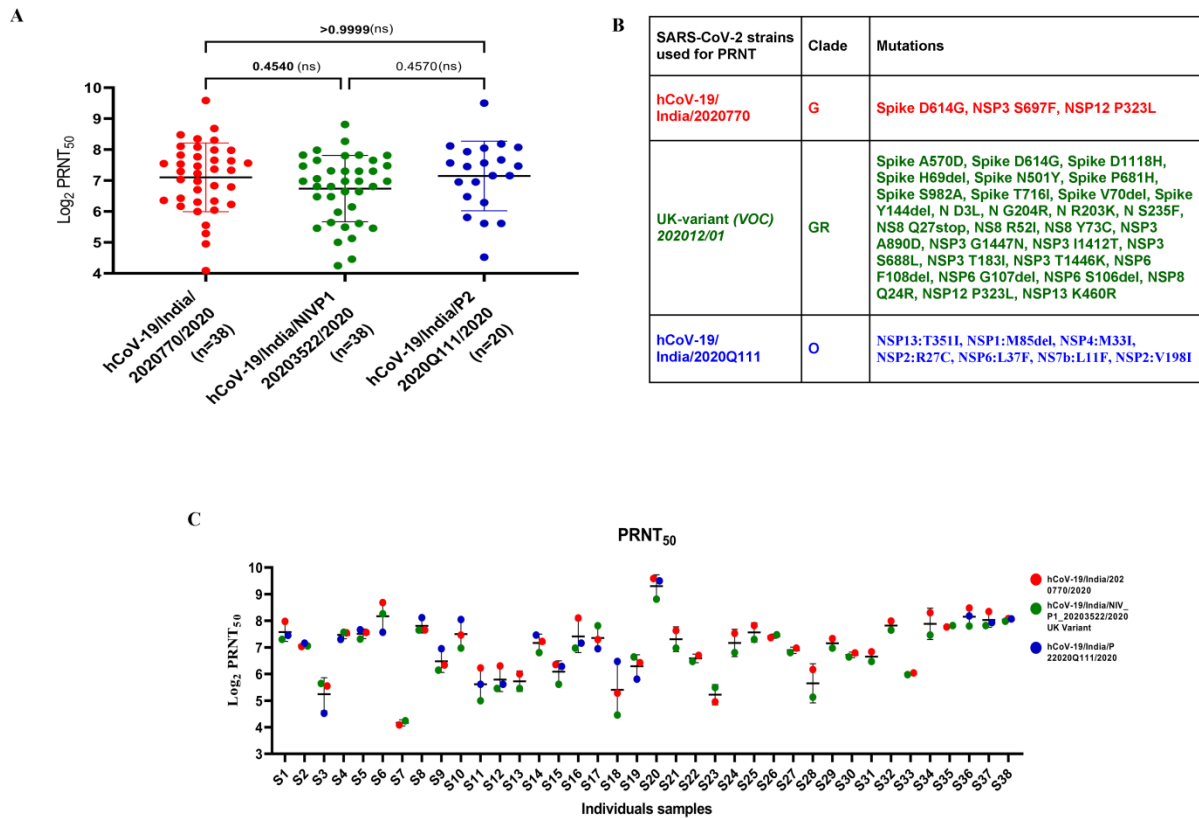 A
>0.9999(ns)
0.4540 (ns)
0.4570 (ns)
Log2 PRNT50
10
9
8
7
6
5
4
hCoV-19/India/
2020770/2020
(n=38)
hCoV-19/India/NIVP1
20203522/2020
(n=38)
hCoV-19/India/P2
2020Q111/2020
(n=20)
B
SARS-CoV-2 strains
used for PRNT
Clade
Mutations
hCoV-19/
India/2020770
G
Spike D614G, NSP3 S697F, NSP12 P323L
UK-variant (VOC)
202012/01
GR
Spike A570D, Spike D614G, Spike D1118H,
Spike H69del, Spike N501Y, Spike P681H,
Spike S982A, Spike T716I, Spike V70del, Spike
Y144del, N D3L, N G204R, N R203K, N S235F,
NS8 Q27stop, NS8 R52I, NS8 Y73C, NSP3
A890D, NSP3 G1447N, NSP3 I1412T, NSP3
S688L, NSP3 T183I, NSP3 T1446K, NSP6
F108del, NSP6 G107del, NSP6 S106del, NSP8
Q24R, NSP12 P323L, NSP13 K460R
hCoV-19/
India/2020Q111
O
NSP13:T351I, NSP1:M85del, NSP4:M33I,
NSP2:R27C, NSP6:L37F, NS7b:L11F, NSP2:V198I
C
PRNT50
Log2 PRNT50
10
9
8
7
6
5
4
3
S1
S2
S3
S4
S5
S6
S7
S8
S9
S10
S11
S12
S13
S14
S15
S16
S17
S18
S19
S20
S21
S22
S23
S24
S25
S26
S27
S28
S29
S30
S31
S32
S33
S34
S35
S36
S37
S38
Individuals samples
hCoV-19/India/202
0770/2020
hCoV-19/India/NIV_
P1_20203522/2020
UK Variant
hCoV-19/India/P
22020Q111/2020